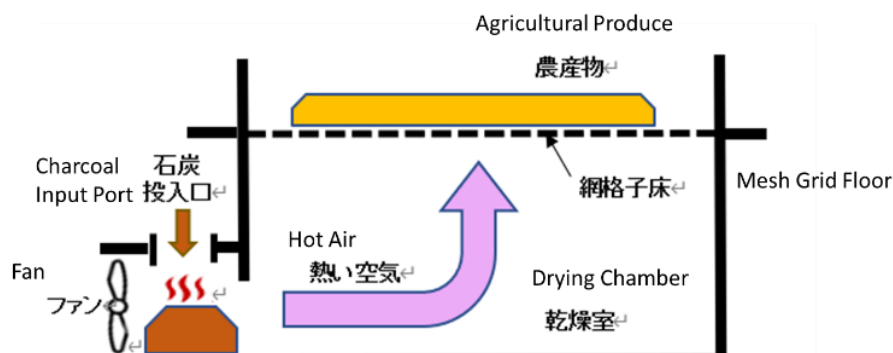 Agricultural Produce
農産物↵
Charcoal
Input Port
石炭
投入口↵
網格子床↵
Mesh Grid Floor
Hot Air
熱い空気↵
Fan
ファン↵
↵
↵
Drying Chamber
乾燥室↵